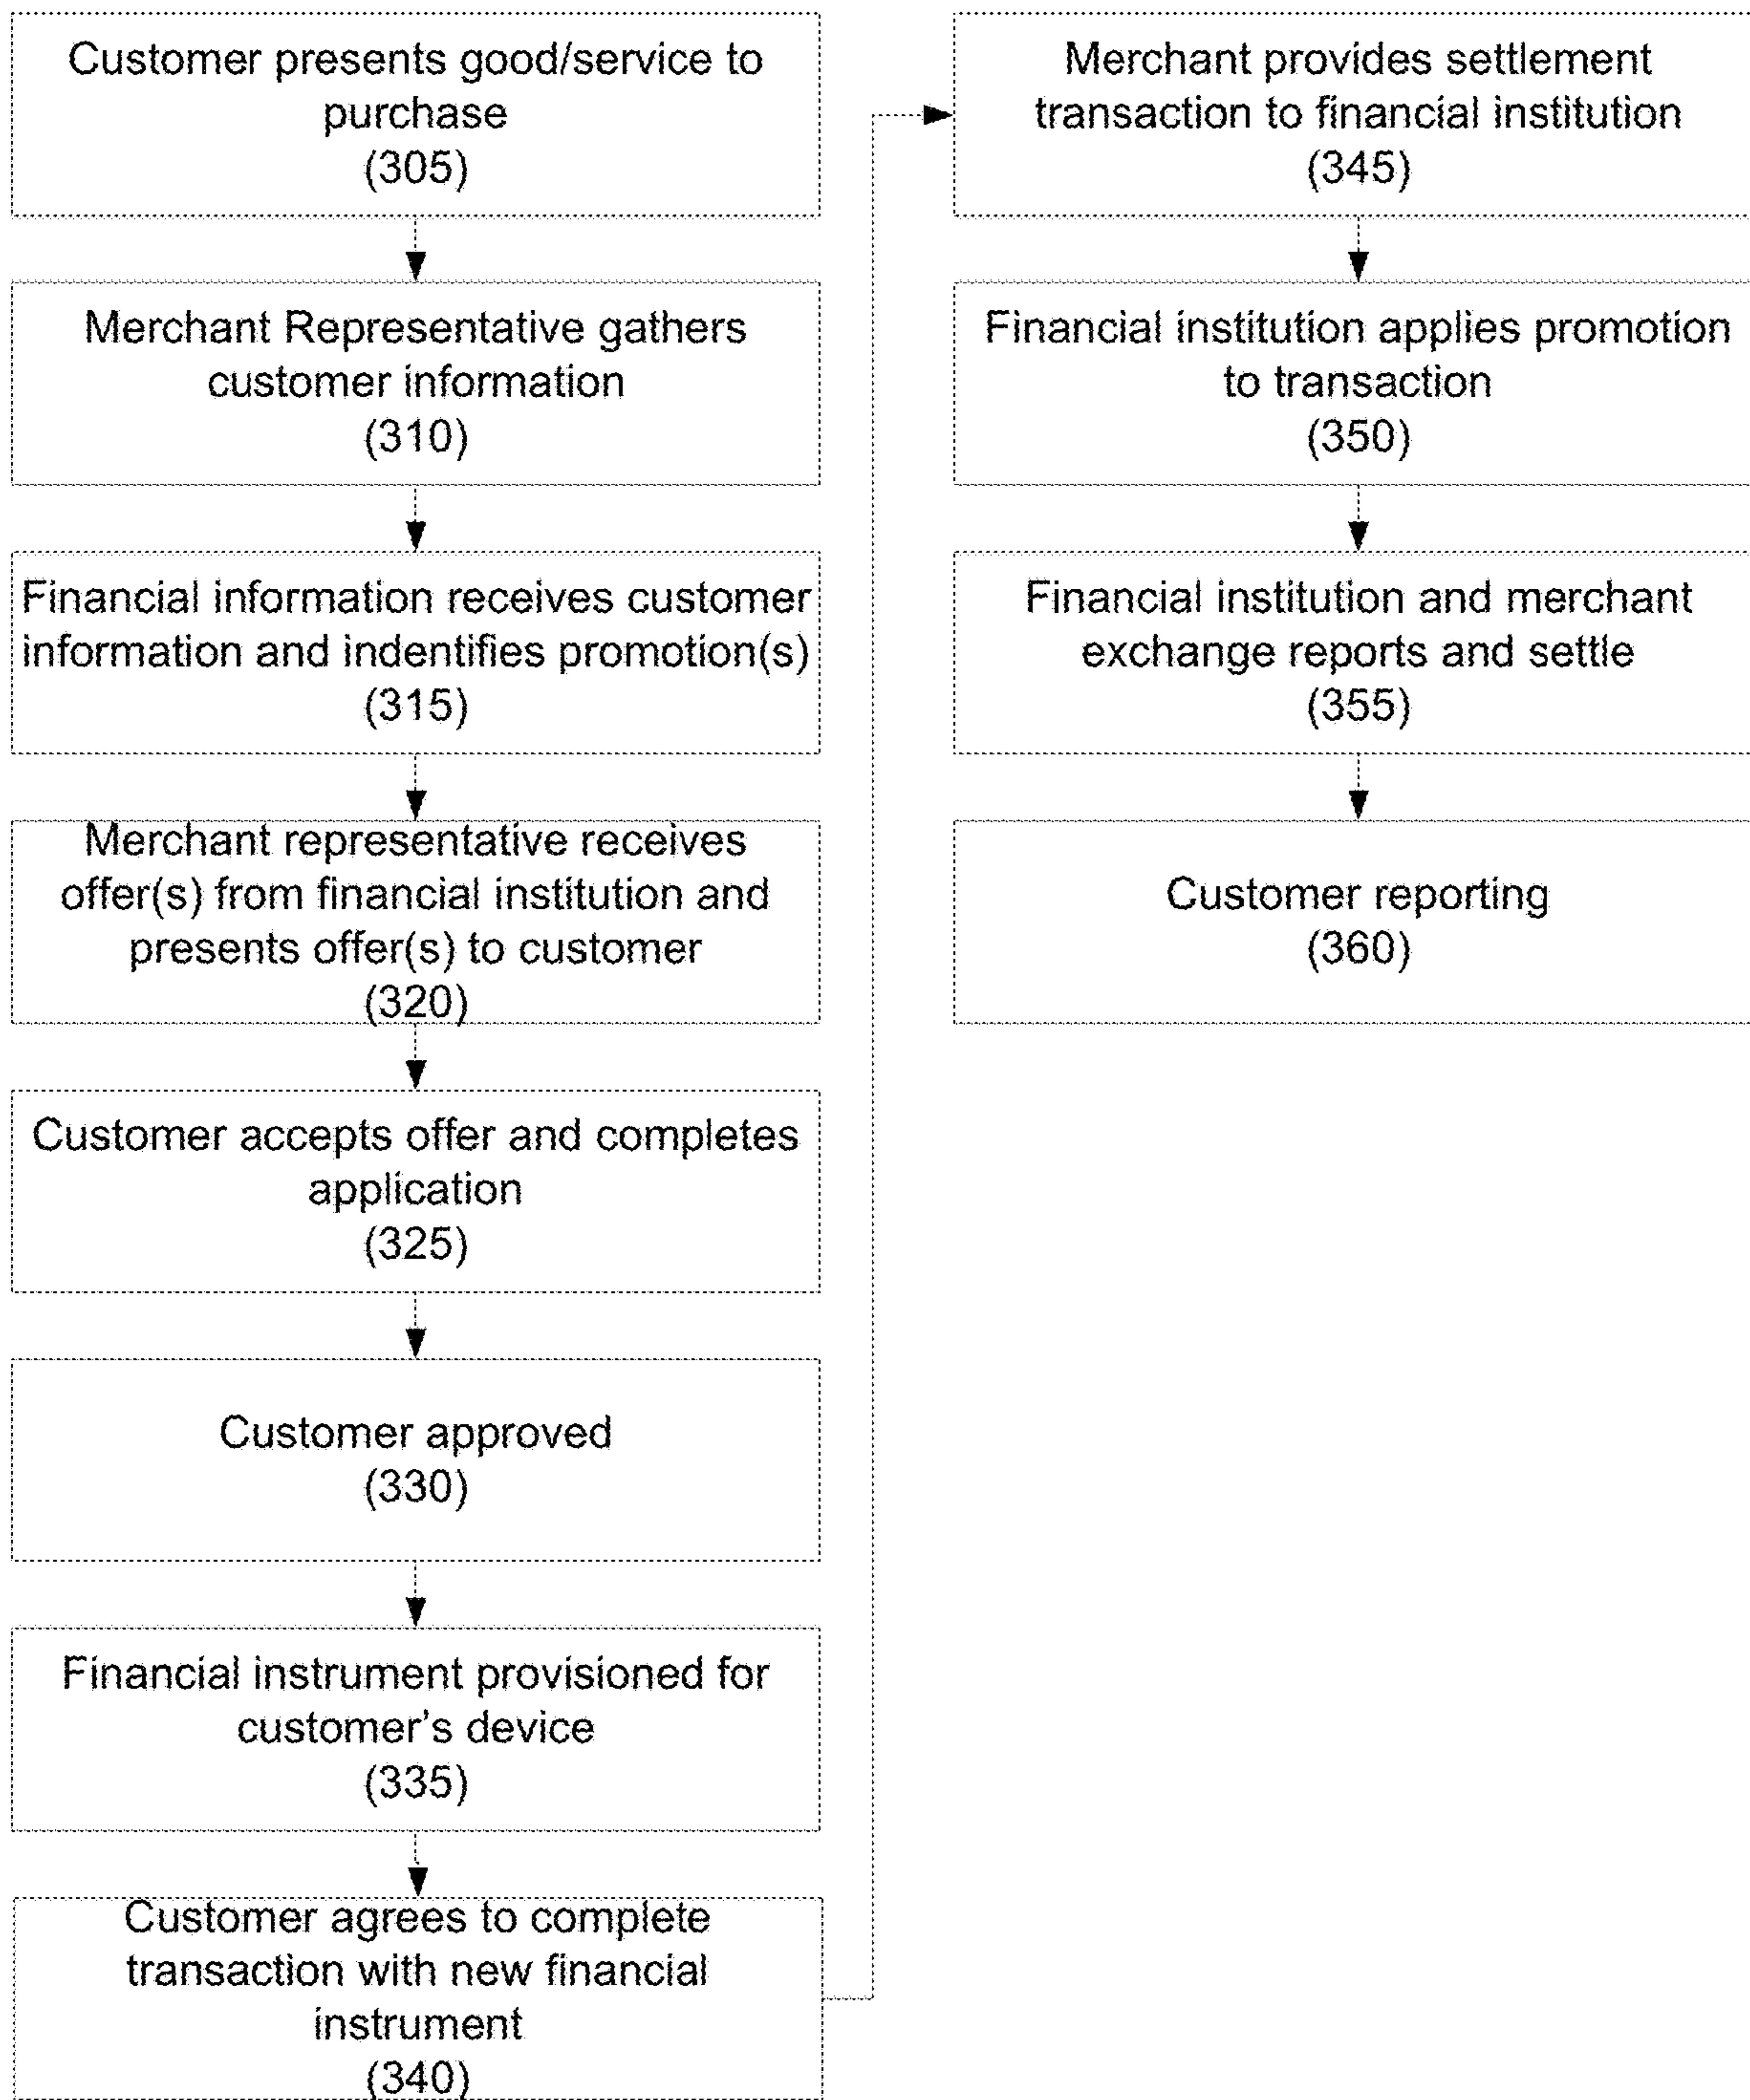 Customer presents good/service to
purchase
(305)
Merchant Representative gathers
customer information
(310)
Financial information receives customer
information and indentifies promotion(s)
(315)
Merchant representative receives
offer(s) from financial institution and
presents offer(s) to customer
(320)
Customer accepts offer and completes
application
(325)
Customer approved
(330)
Financial instrument provisioned for
customer's device
(335)
Customer agrees to complete
transaction with new financial
instrument
(340)
Merchant provides settlement
transaction to financial institution
(345)
Financial institution applies promotion
to transaction
(350)
Financial institution and merchant
exchange reports and settle
(355)
Customer reporting
(360)